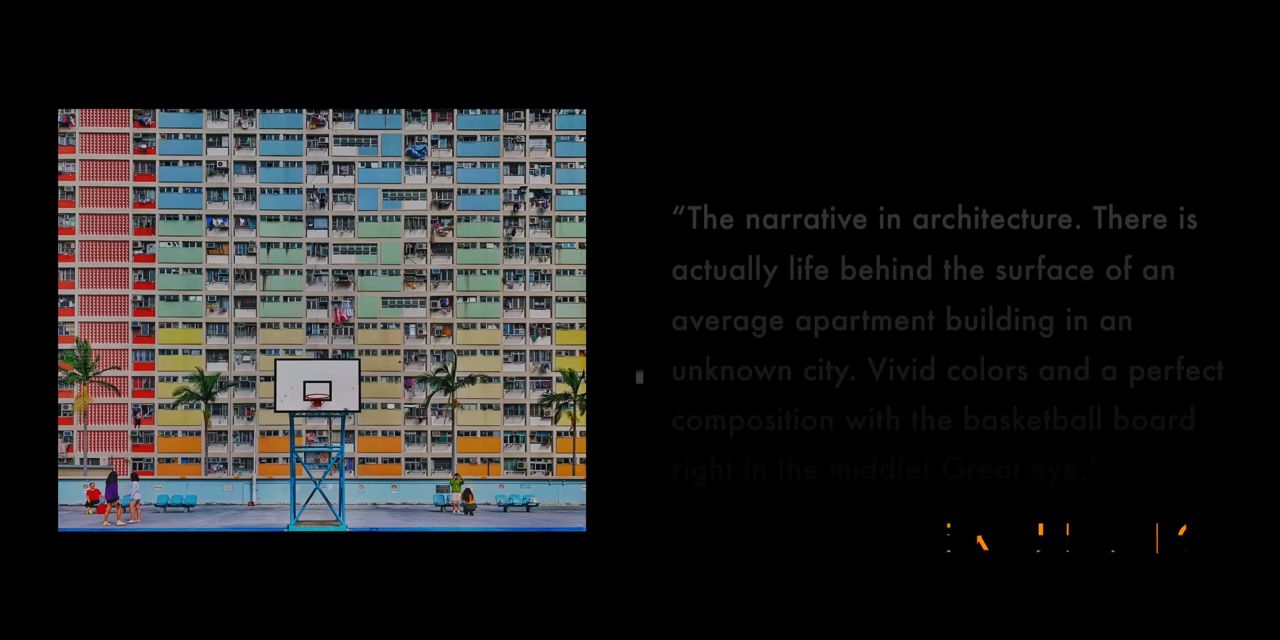 “The narrative in architecture. There is
actually life behind the surface of an
average apartment building in an
unknown city. Vivid colors and a perfect
composition with the basketball board
right in the middle! Great eye.”